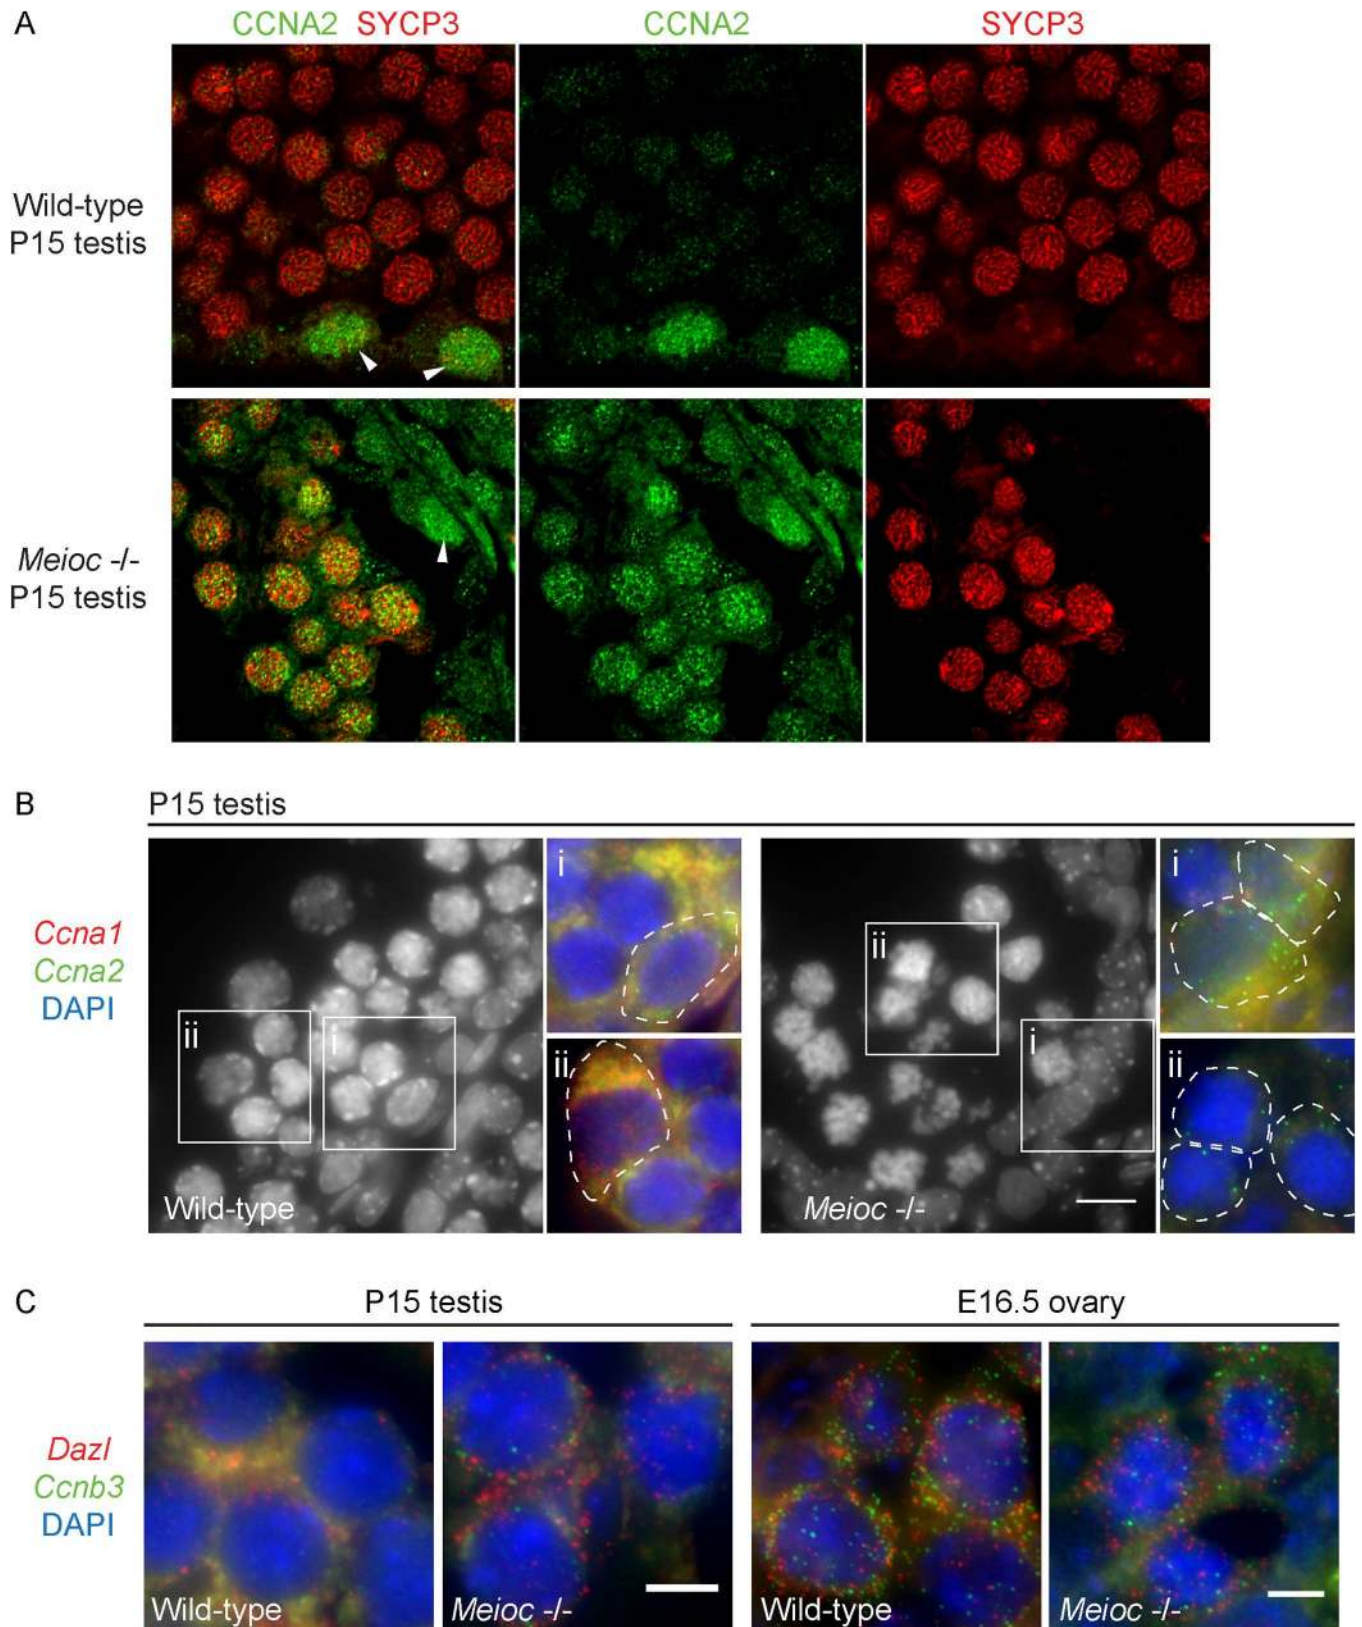 A
CCNA2 SYCP3
CCNA2
SYCP3
Wild-type
P15 testis
Meioc -/-
P15 testis
B
P15 testis
Ccna1
Ccna2
DAPI
ii
i
Wild-type
i
ii
ii
i
Meioc -/-
i
ii
C
P15 testis
E16.5 ovary
Dazl
Ccnb3
DAPI
Wild-type
Meioc -/-
Wild-type
Meioc -/-